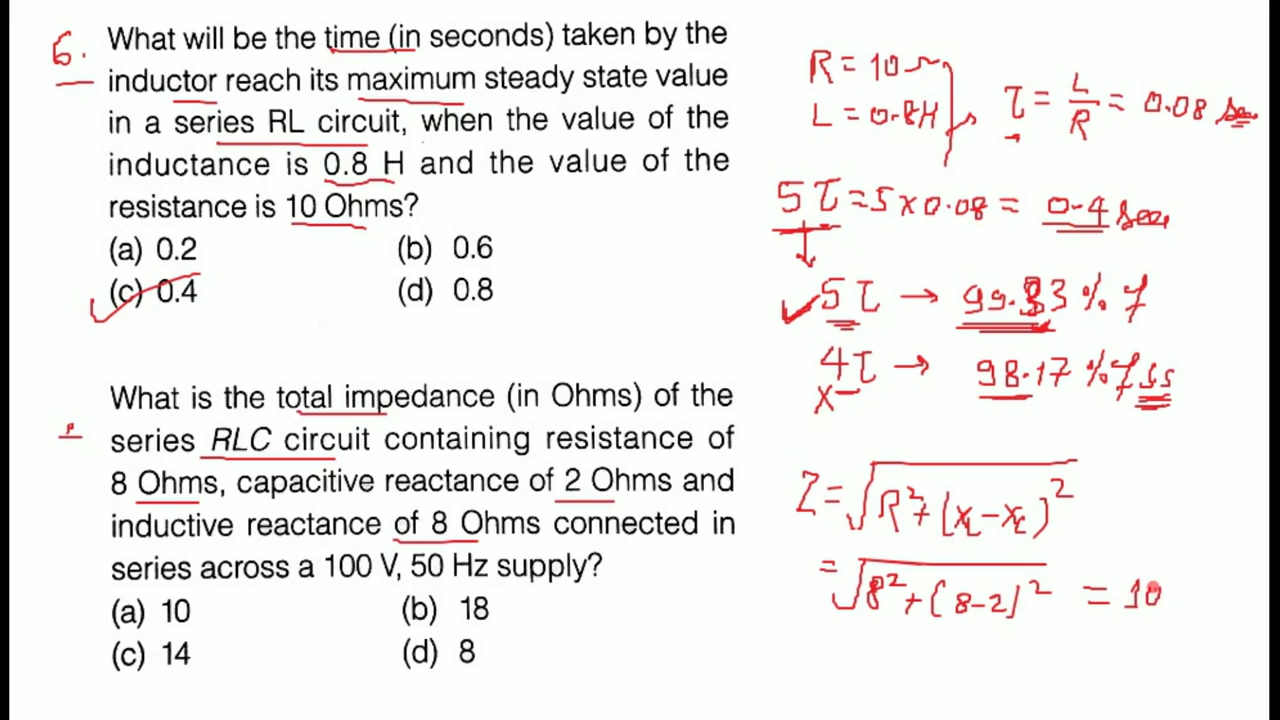 6.
What will be the time (in seconds) taken by the
inductor reach its maximum steady state value
in a series RL circuit, when the value of the
inductance is 0.8 H and the value of the
resistance is 10 Ohms?
(a) 0.2 (b) 0.6
(c) 0.4 (d) 0.8
R = 10 Ω
L = 0.8H
τ = L/R = 0.08 sec
5τ = 5 × 0.08 = 0.4 sec
5τ → 99.33% of
4τ → 98.17% of ss
What is the total impedance (in Ohms) of the
series RLC circuit containing resistance of
8 Ohms, capacitive reactance of 2 Ohms and
inductive reactance of 8 Ohms connected in
series across a 100 V, 50 Hz supply?
(a) 10 (b) 18
(c) 14 (d) 8
Z = √R² + (XL - XC)²
= √8² + (8-2)² = 10